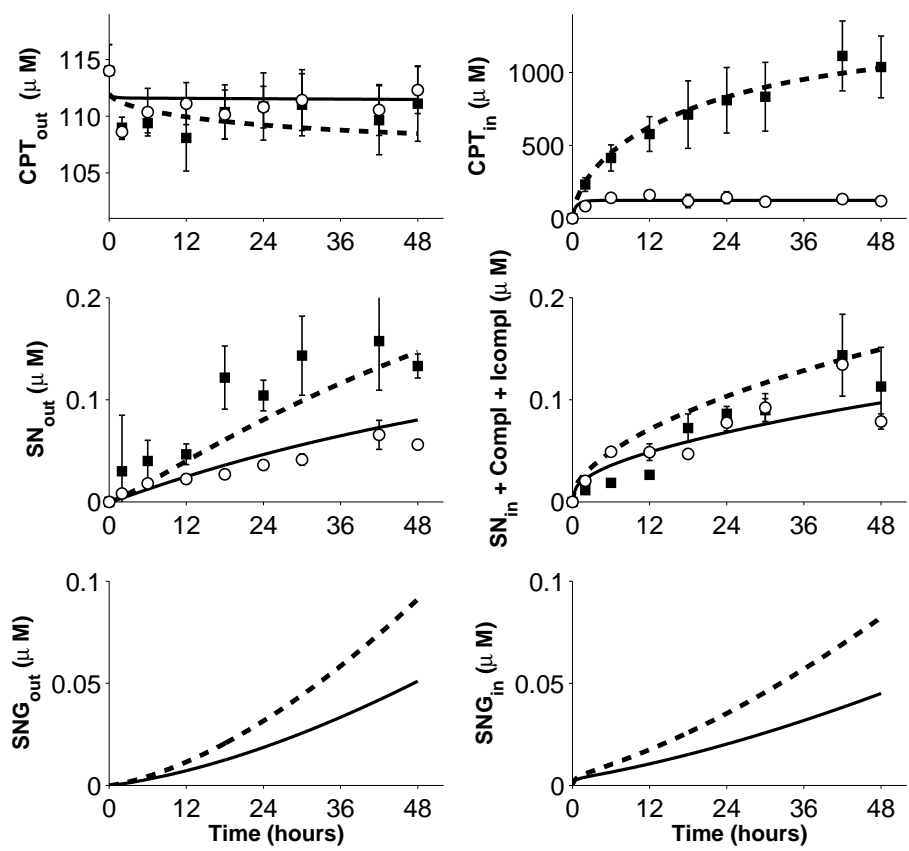 CPT_out (μ M)
115
110
105
0 12 24 36 48
CPT_in (μ M)
1000
500
0
0 12 24 36 48
SN_out (μ M)
0.2
0.1
0
0 12 24 36 48
SN_in + Compl + Icompl (μ M)
0.2
0.1
0
0 12 24 36 48
SNG_out (μ M)
0.1
0.05
0
0 12 24 36 48
Time (hours)
SNG_in (μ M)
0.1
0.05
0
0 12 24 36 48
Time (hours)